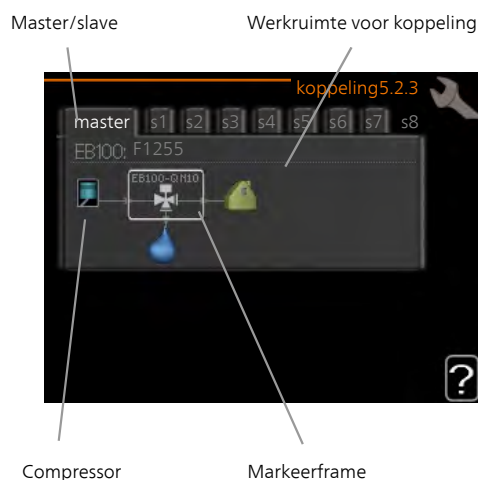 Master/slave
Werkruimte voor koppeling
koppeling5.2.3
master s1 s2 s3 s4 s5 s6 s7 s8
EB100: F1255
EB100-QN10
?
Compressor
Markeerframe